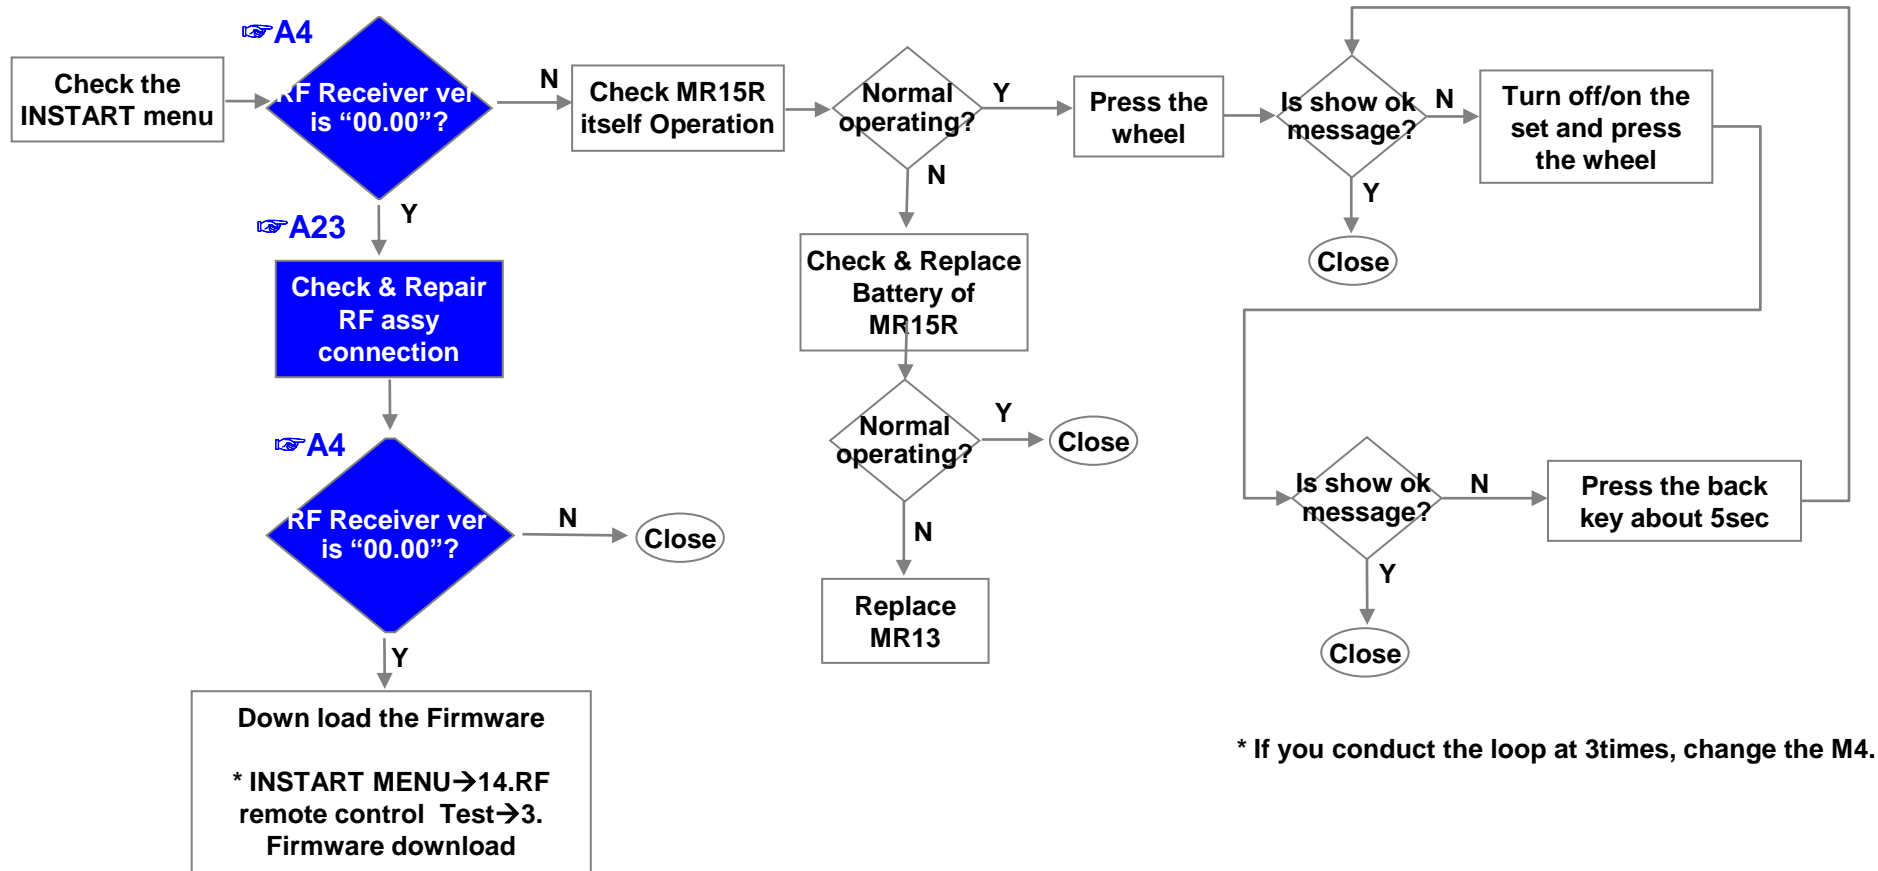 ☞A4
Check the
INSTART menu
RF Receiver ver
is “00.00”?
N
Check MR15R
itself Operation
Normal
operating?
Y
Press the
wheel
Is show ok
message?
N
Turn off/on the
set and press
the wheel
Y
Close
N
Check & Replace
Battery of
MR15R
Normal
operating?
Y
Close
N
Replace
MR13
Y
☞A23
Check & Repair
RF assy
connection
☞A4
RF Receiver ver
is “00.00”?
N
Close
Y
Down load the Firmware
* INSTART MENU→14.RF
remote control  Test→3.
Firmware download
Is show ok
message?
N
Press the back
key about 5sec
Y
Close
* If you conduct the loop at 3times, change the M4.